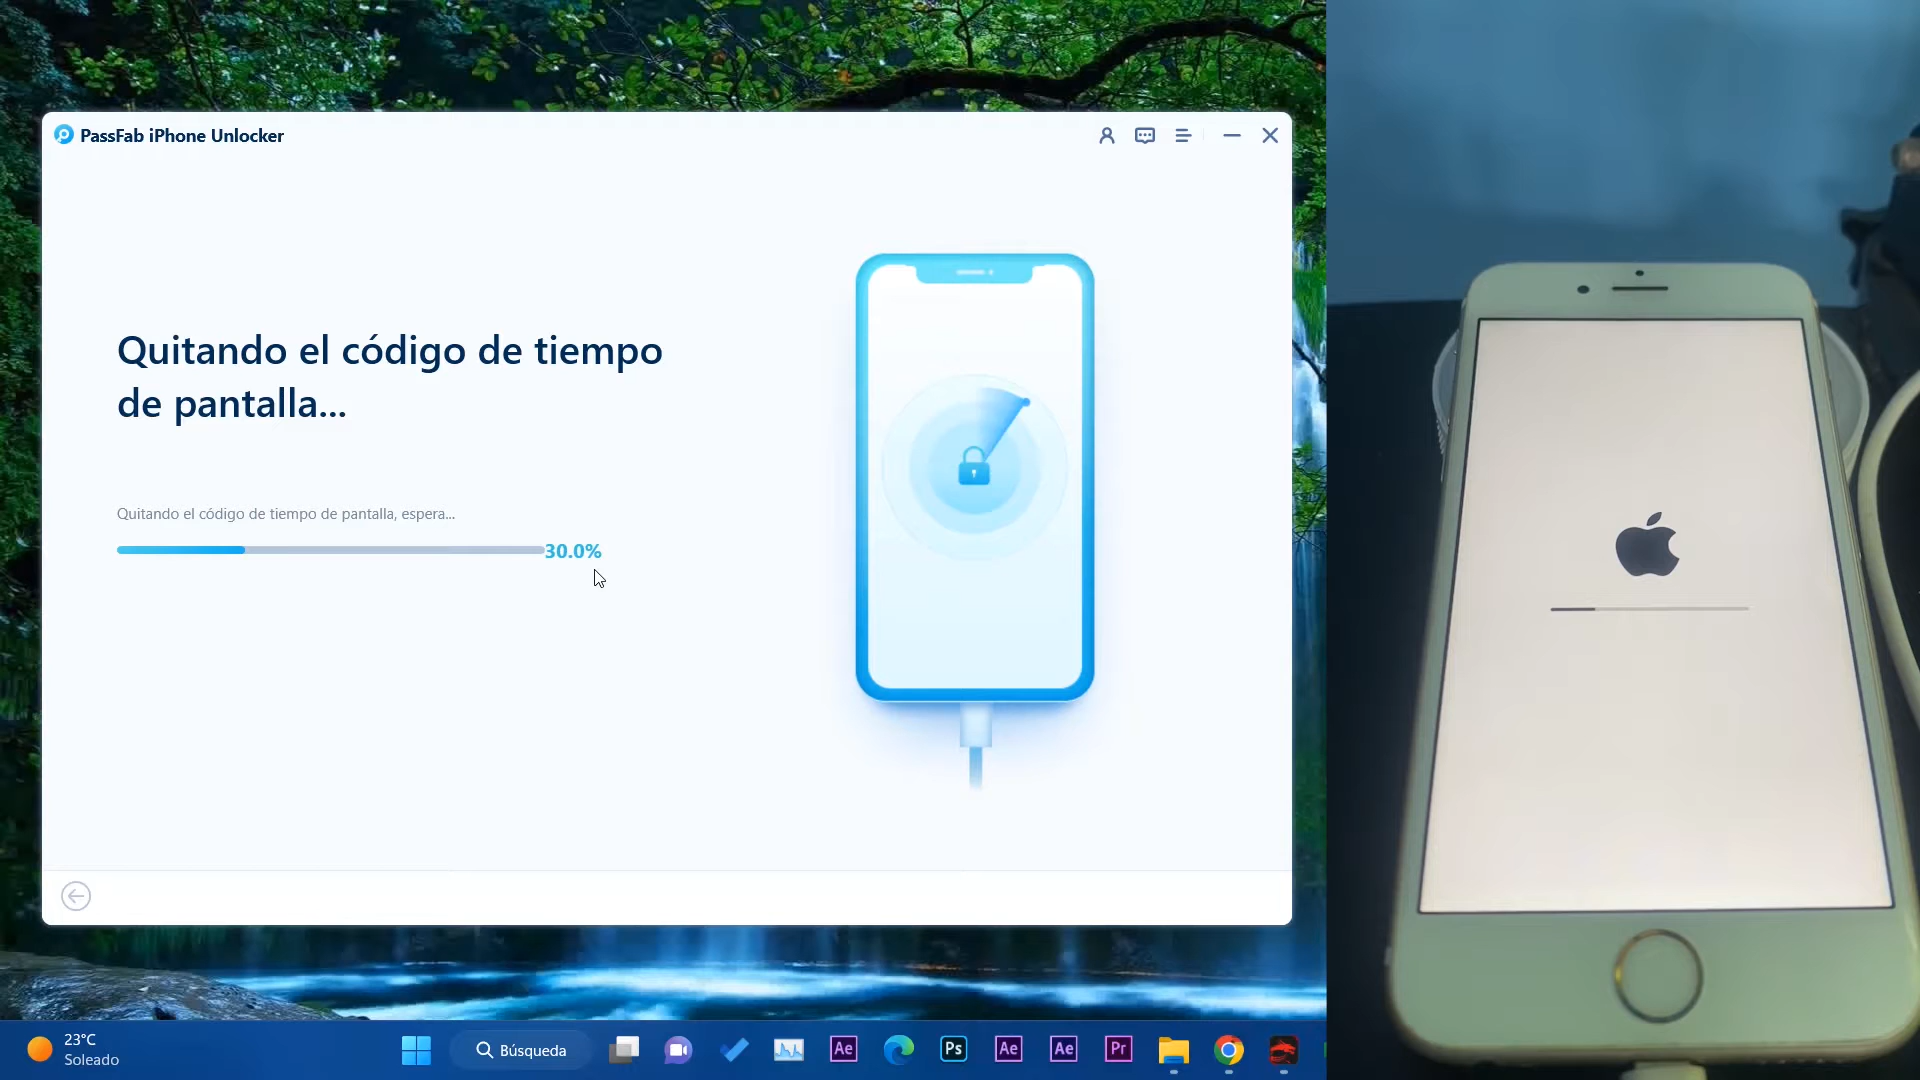 PassFab iPhone Unlocker
Quitando el código de tiempo
de pantalla...
Quitando el código de tiempo de pantalla, espera...
30.0%
23°C
Soleado
Búsqueda
Ae
Ps
Ae
Ae
Pr